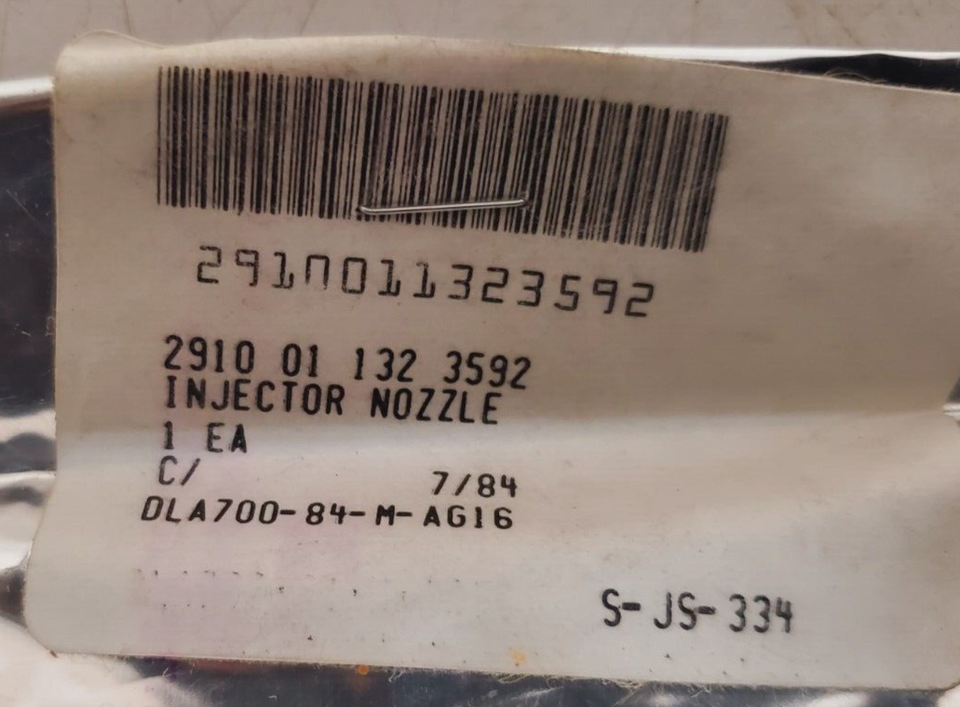 2910011323592
2910 01 132 3592
INJECTOR NOZZLE
1 EA
C/ 7/84
DLA700-84-M-AG16
S-JS-334